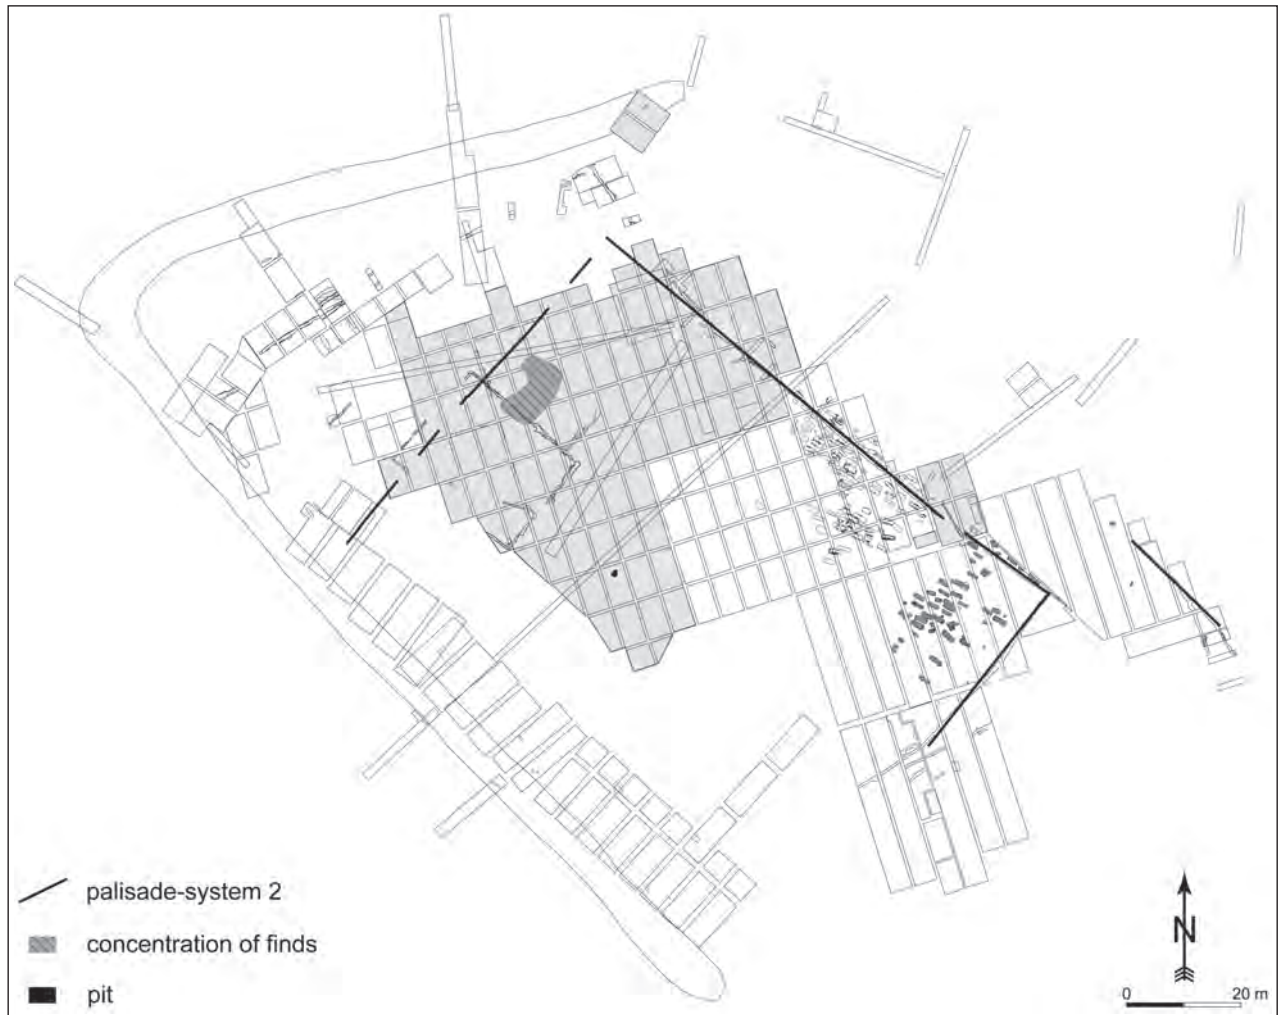 palisade-system 2
concentration of finds
pit
N
0 20 m